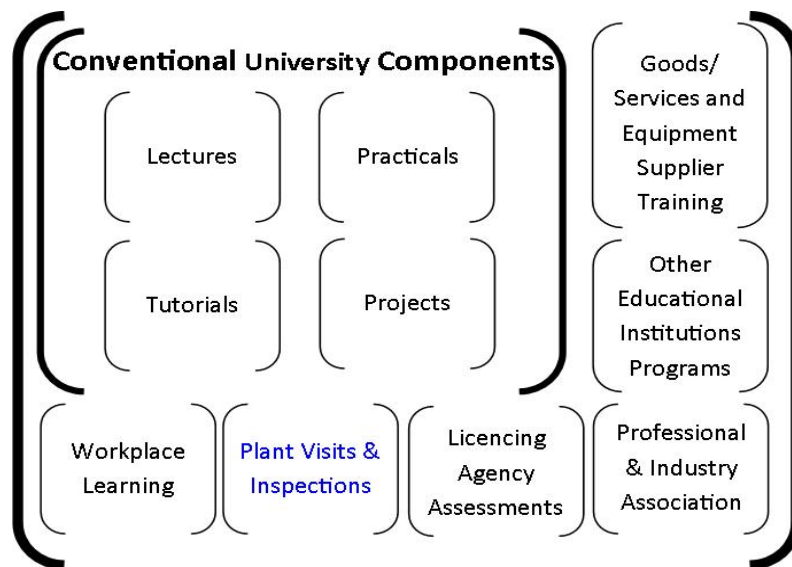 Conventional University Components
Lectures
Practicals
Tutorials
Projects
Goods/
Services and
Equipment
Supplier
Training
Other
Educational
Institutions
Programs
Workplace
Learning
Plant Visits &
Inspections
Licencing
Agency
Assessments
Professional
& Industry
Association